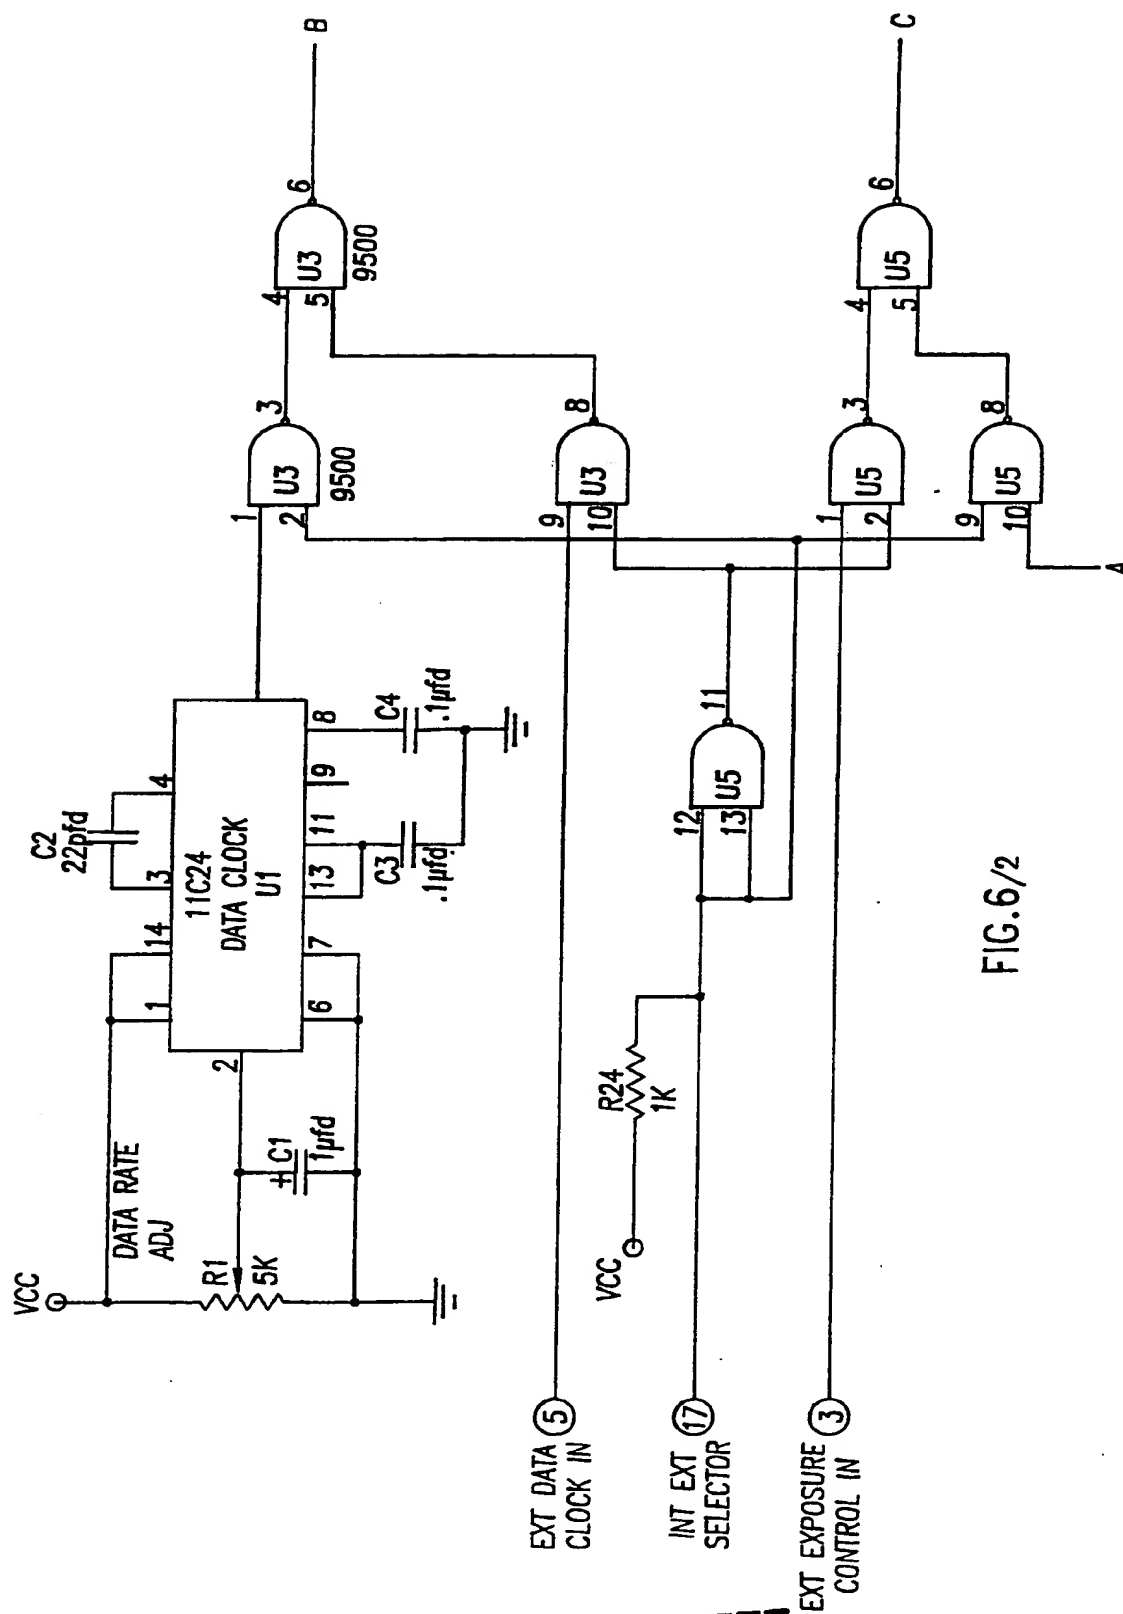 VCC
DATA RATE
ADJ
R1
5K
+
C1
1µfd
2
1
14
3
4
C2
22pfd
11C24
DATA CLOCK
U1
6
7
13
11
9
8
C3
.1µfd.
C4
.1µfd
1
2
U3
9500
3
4
5
U3
9500
6
B
EXT DATA
CLOCK IN
5
9
10
U3
8
INT EXT
SELECTOR
17
VCC
R24
1K
12
13
U5
11
EXT EXPOSURE
CONTROL IN
3
1
2
U5
3
4
5
U5
6
C
9
10
U5
8
A
FIG.6/2